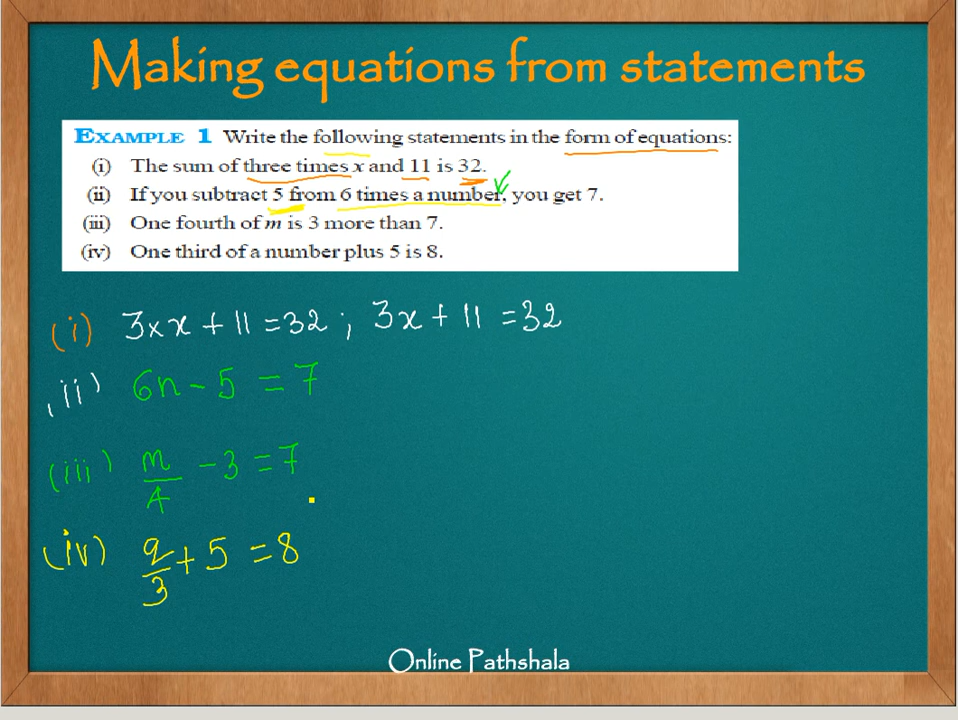 Making equations from statements
EXAMPLE 1 Write the following statements in the form of equations:
(i) The sum of three times x and 11 is 32.
(ii) If you subtract 5 from 6 times a number, you get 7.
(iii) One fourth of m is 3 more than 7.
(iv) One third of a number plus 5 is 8.
(i) 3×x + 11 = 32 ; 3x + 11 = 32
(ii) 6n - 5 = 7
(iii) m/4 - 3 = 7
(iv) q/3 + 5 = 8
Online Pathshala